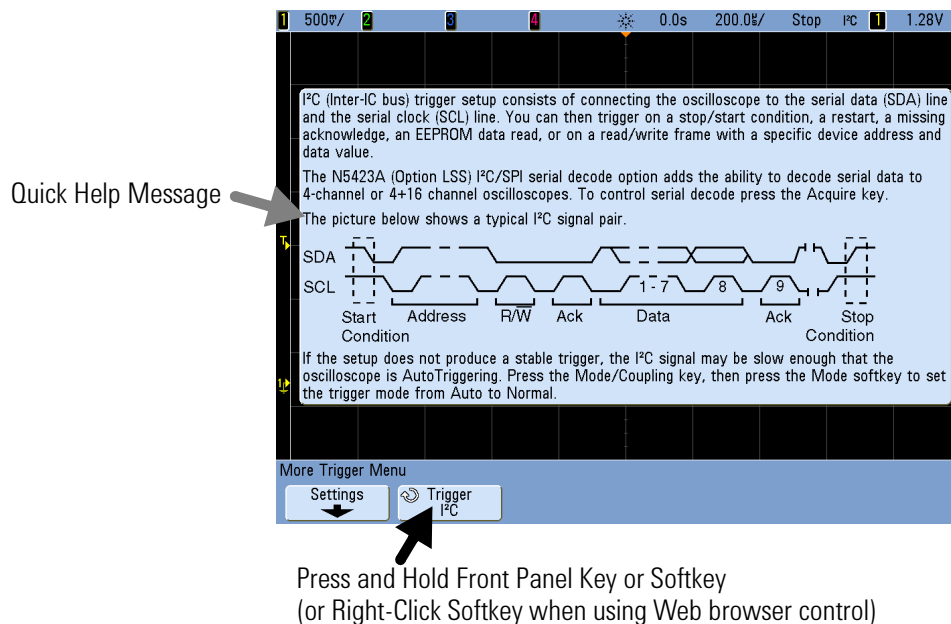 1 500mV/ 2 3 4 0.0s 200.0%/ Stop I²C 1 1.28V
I²C (Inter-IC bus) trigger setup consists of connecting the oscilloscope to the serial data (SDA) line
and the serial clock (SCL) line. You can then trigger on a stop/start condition, a restart, a missing
acknowledge, an EEPROM data read, or on a read/write frame with a specific device address and
data value.
The N5423A (Option LSS) I²C/SPI serial decode option adds the ability to decode serial data to
4-channel or 4+16 channel oscilloscopes. To control serial decode press the Acquire key.
Quick Help Message
The picture below shows a typical I²C signal pair.
T
SDA
SCL 1 - 7 8 9
Start Address R/W̅ Ack Data Ack Stop
Condition Condition
If the setup does not produce a stable trigger, the I²C signal may be slow enough that the
oscilloscope is AutoTriggering. Press the Mode/Coupling key, then press the Mode softkey to set
the trigger mode from Auto to Normal.
1
More Trigger Menu
Settings Trigger
I²C
Press and Hold Front Panel Key or Softkey
(or Right-Click Softkey when using Web browser control)